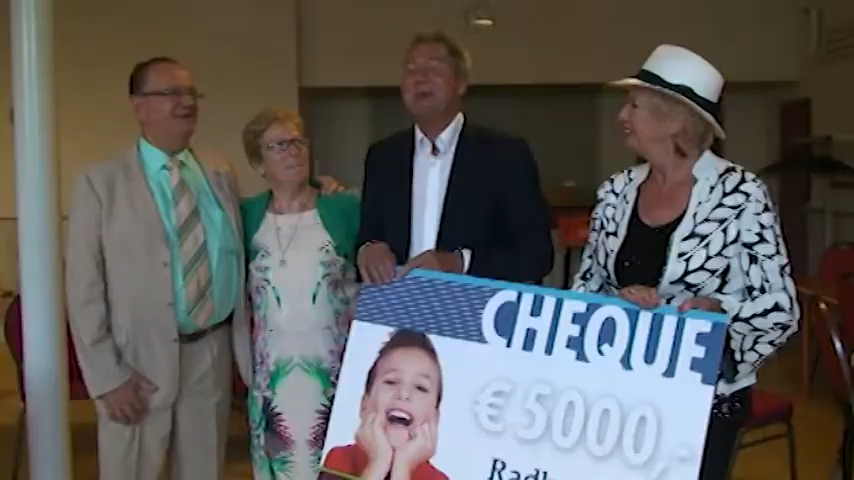 CHEQUE
€ 5000,-